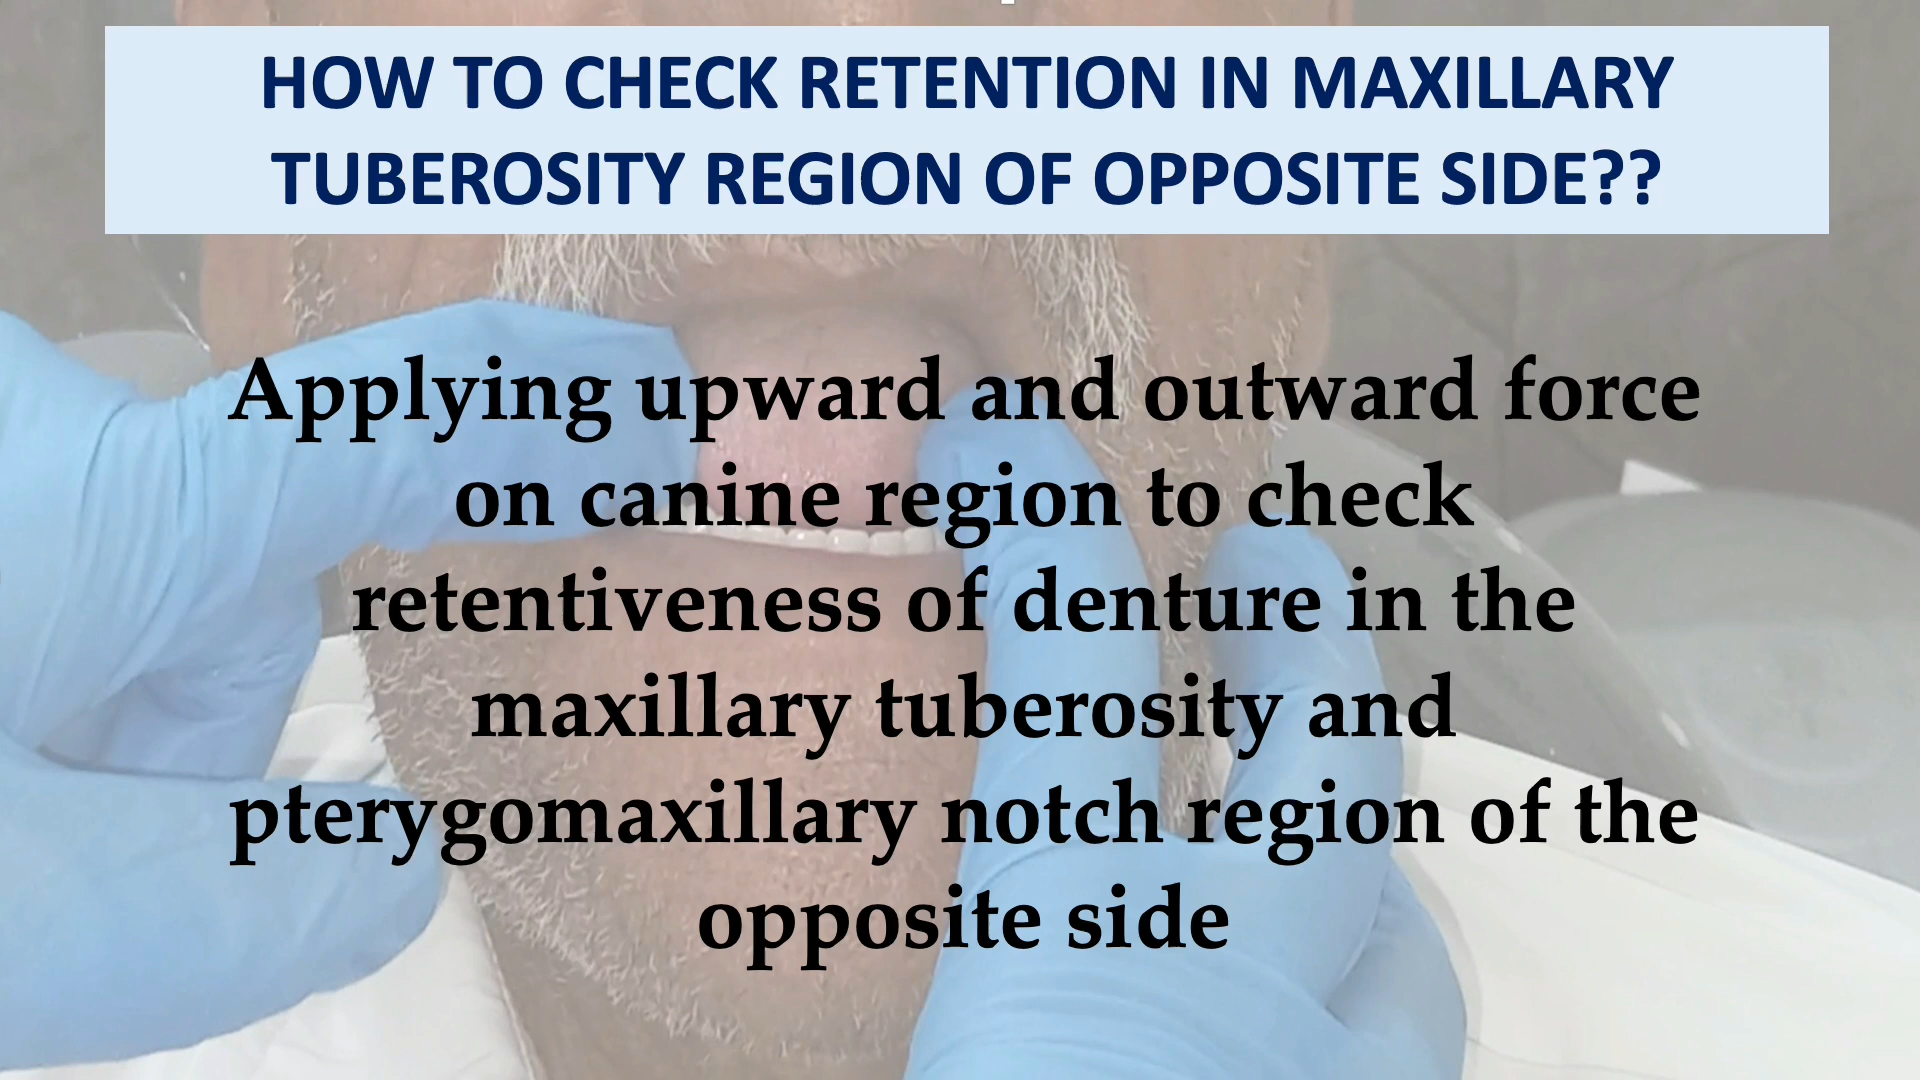 HOW TO CHECK RETENTION IN MAXILLARY
TUBEROSITY REGION OF OPPOSITE SIDE??
Applying upward and outward force
on canine region to check
retentiveness of denture in the
maxillary tuberosity and
pterygomaxillary notch region of the
opposite side